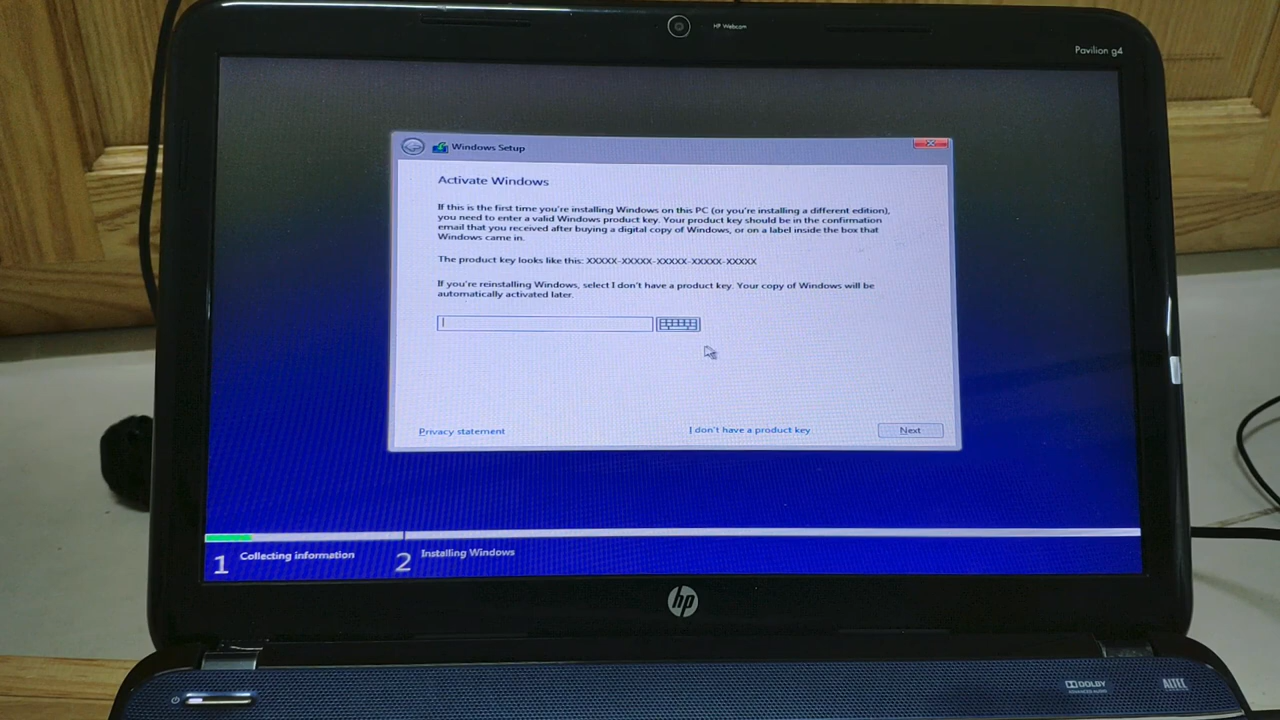 HP Webcam
Pavilion g4
Windows Setup
Activate Windows
If this is the first time you're installing Windows on this PC (or you're installing a different edition),
you need to enter a valid Windows product key. Your product key should be in the confirmation
email that you received after buying a digital copy of Windows, or on a label inside the box that
Windows came in.
The product key looks like this: XXXXX-XXXXX-XXXXX-XXXXX-XXXXX
If you're reinstalling Windows, select I don't have a product key. Your copy of Windows will be
automatically activated later.
Privacy statement
I don't have a product key
Next
1 Collecting information
2 Installing Windows
hp
DOLBY
ADVANCED AUDIO
ALTEC